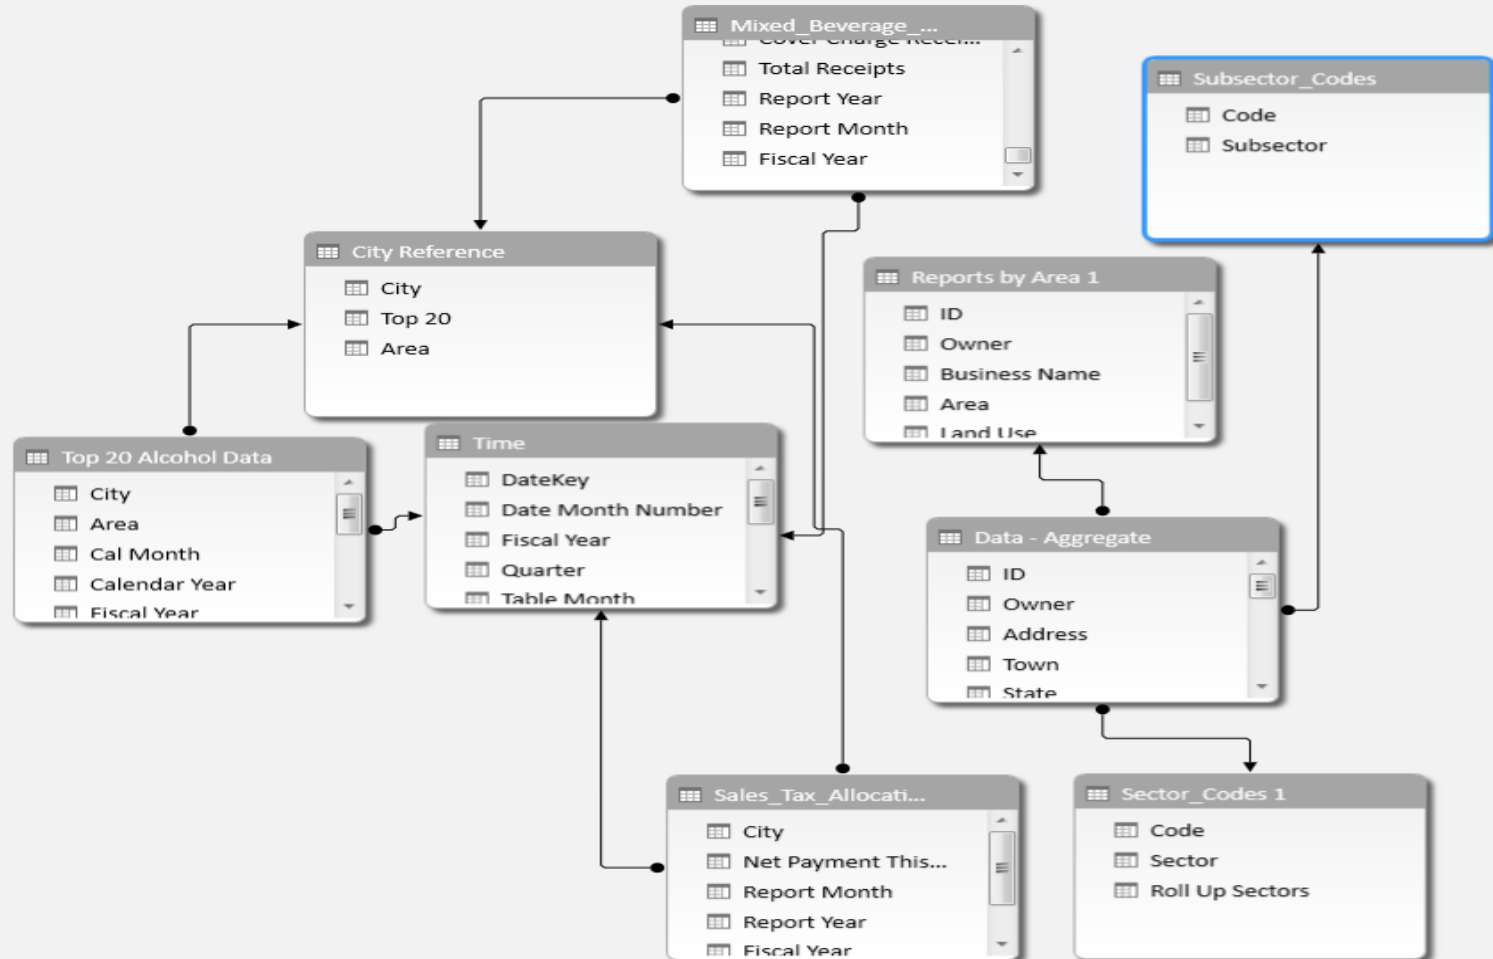 Mixed_Beverage_...
Cover Charge Recei...
Total Receipts
Report Year
Report Month
Fiscal Year
Subsector_Codes
Code
Subsector
City Reference
City
Top 20
Area
Reports by Area 1
ID
Owner
Business Name
Area
Land Use
Top 20 Alcohol Data
City
Area
Cal Month
Calendar Year
Fiscal Year
Time
DateKey
Date Month Number
Fiscal Year
Quarter
Table Month
Data - Aggregate
ID
Owner
Address
Town
State
Sales_Tax_Allocati...
City
Net Payment This...
Report Month
Report Year
Fiscal Year
Sector_Codes 1
Code
Sector
Roll Up Sectors